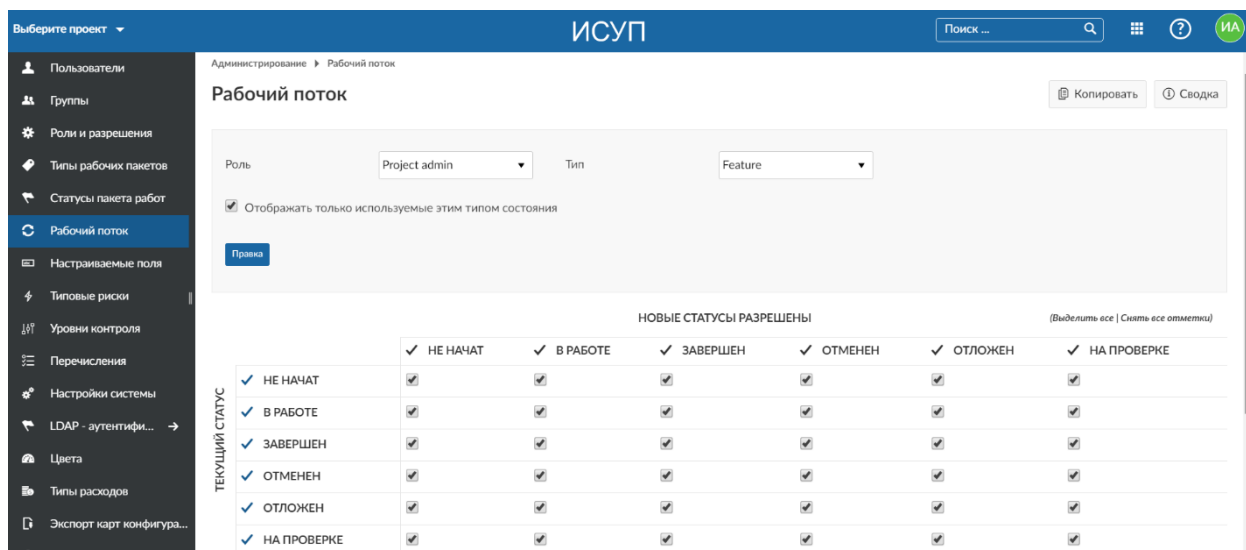 Выберите проект
ИСУП
Поиск ...
ИА
Пользователи
Группы
Роли и разрешения
Типы рабочих пакетов
Статусы пакета работ
Рабочий поток
Настраиваемые поля
Типовые риски
Уровни контроля
Перечисления
Настройки системы
LDAP - аутентифи...
Цвета
Типы расходов
Экспорт карт конфигура...
Администрирование Рабочий поток
Рабочий поток
Копировать
Сводка
Роль
Project admin
Тип
Feature
Отображать только используемые этим типом состояния
Правка
НОВЫЕ СТАТУСЫ РАЗРЕШЕНЫ
(Выделить все | Снять все отметки)
НЕ НАЧАТ
В РАБОТЕ
ЗАВЕРШЕН
ОТМЕНЕН
ОТЛОЖЕН
НА ПРОВЕРКЕ
ТЕКУЩИЙ СТАТУС
НЕ НАЧАТ
В РАБОТЕ
ЗАВЕРШЕН
ОТМЕНЕН
ОТЛОЖЕН
НА ПРОВЕРКЕ